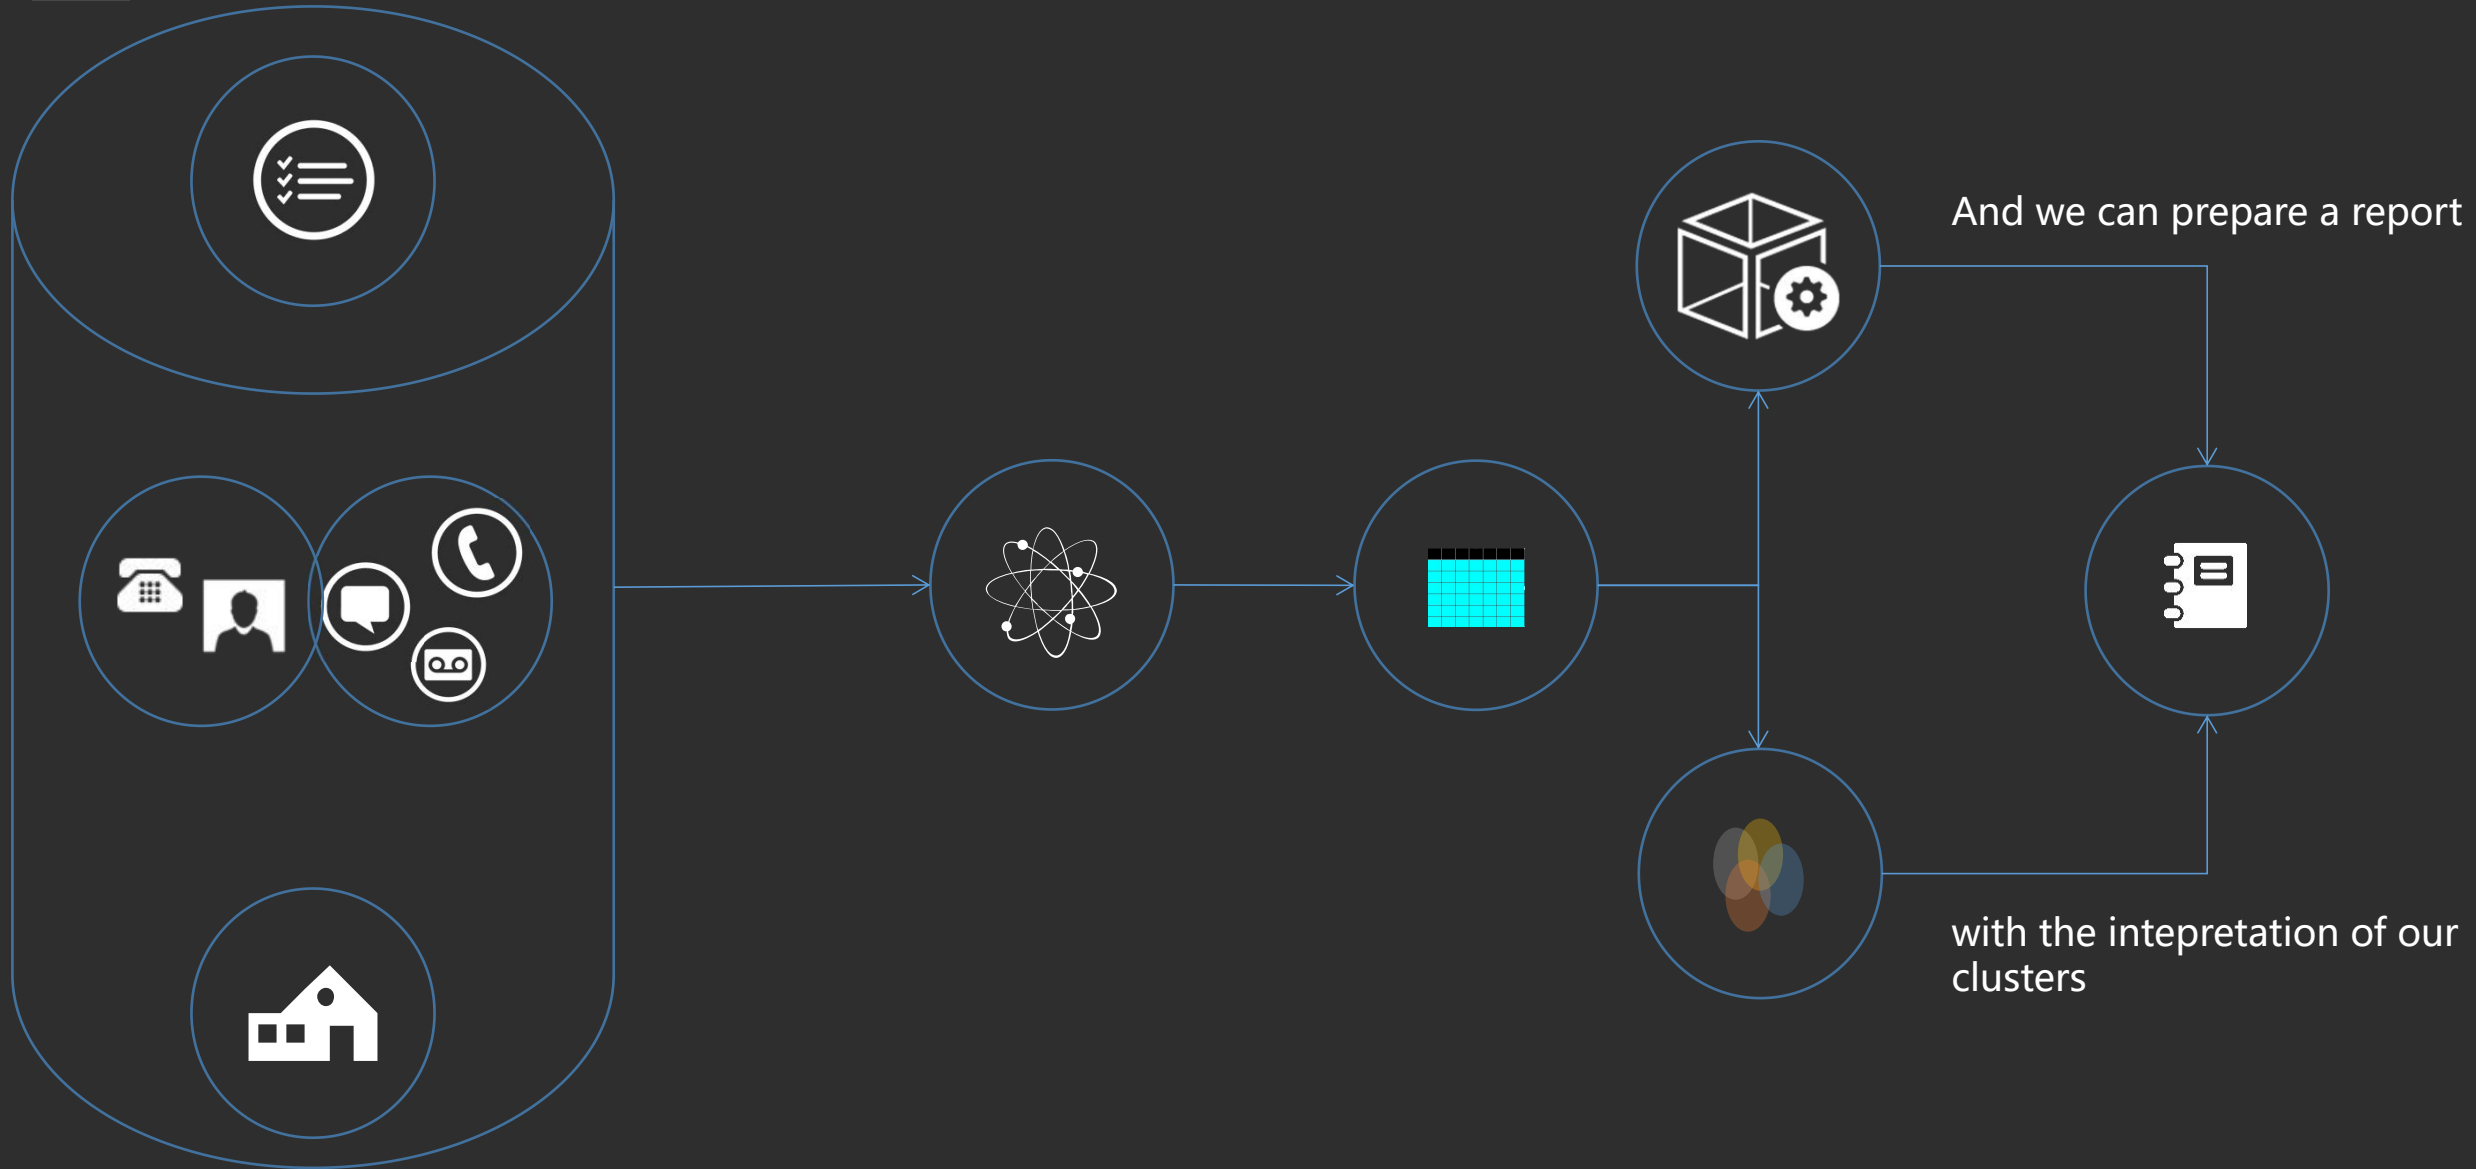 And we can prepare a report
with the intepretation of our
clusters